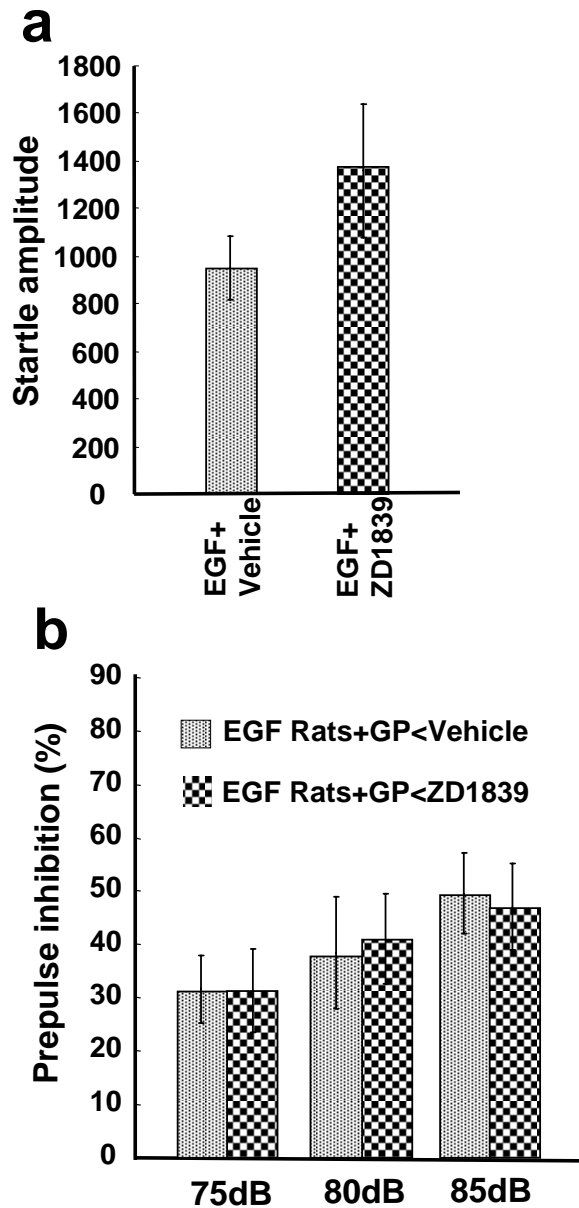 a
Startle amplitude
1800
1600
1400
1200
1000
800
600
400
200
0
EGF+
Vehicle
EGF+
ZD1839
b
Prepulse inhibition (%)
90
80
70
60
50
40
30
20
10
0
EGF Rats+GP<Vehicle
EGF Rats+GP<ZD1839
75dB 80dB 85dB